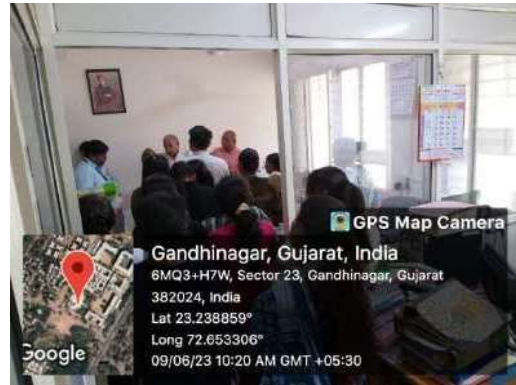 GPS Map Camera
Gandhinagar, Gujarat, India
6MQ3+H7W, Sector 23, Gandhinagar, Gujarat
382024, India
Lat 23.238859°
Long 72.653306°
09/06/23 10:20 AM GMT +05:30
Google